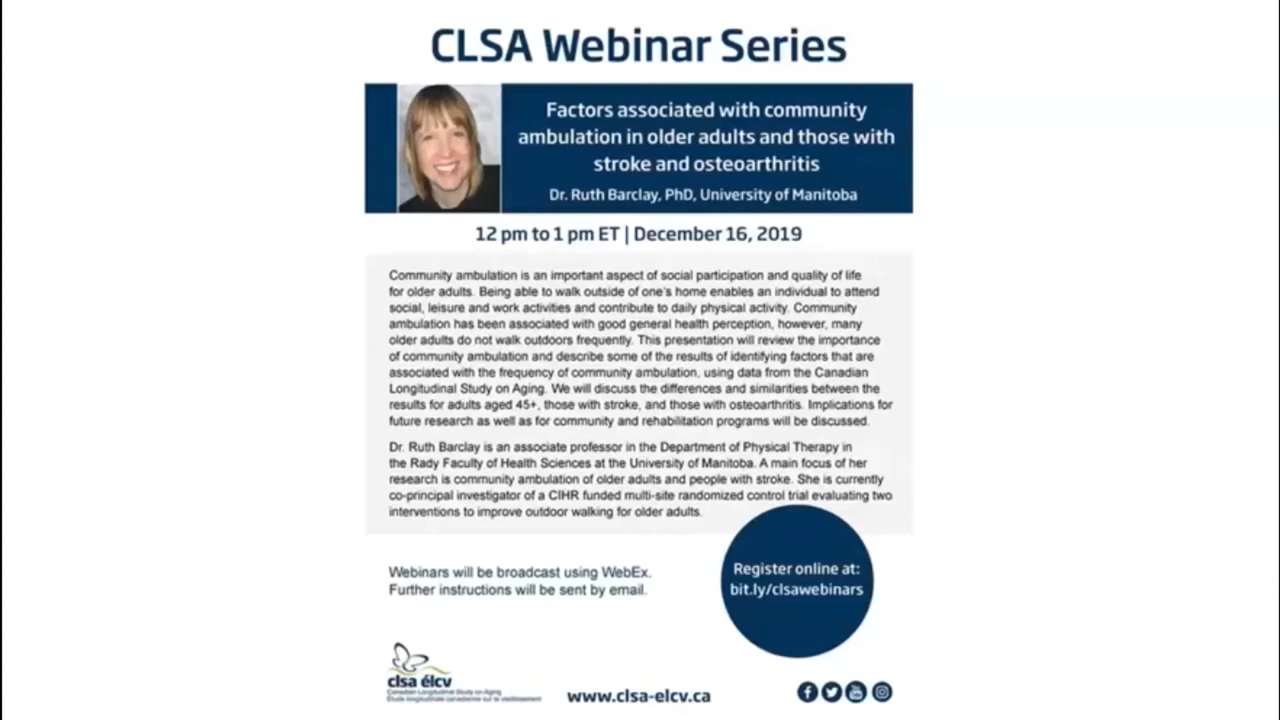 CLSA Webinar Series
Factors associated with community
ambulation in older adults and those with
stroke and osteoarthritis
Dr. Ruth Barclay, PhD, University of Manitoba
12 pm to 1 pm ET | December 16, 2019
Community ambulation is an important aspect of social participation and quality of life
for older adults. Being able to walk outside of one's home enables an individual to attend
social, leisure and work activities and contribute to daily physical activity. Community
ambulation has been associated with good general health perception, however, many
older adults do not walk outdoors frequently. This presentation will review the importance
of community ambulation and describe some of the results of identifying factors that are
associated with the frequency of community ambulation, using data from the Canadian
Longitudinal Study on Aging. We will discuss the differences and similarities between the
results for adults aged 45+, those with stroke, and those with osteoarthritis. Implications for
future research as well as for community and rehabilitation programs will be discussed.
Dr. Ruth Barclay is an associate professor in the Department of Physical Therapy in
the Rady Faculty of Health Sciences at the University of Manitoba. A main focus of her
research is community ambulation of older adults and people with stroke. She is currently
co-principal investigator of a CIHR funded multi-site randomized control trial evaluating two
interventions to improve outdoor walking for older adults.
Webinars will be broadcast using WebEx.
Further instructions will be sent by email.
Register online at:
bit.ly/clsawebinars
clsa élcv
Canadian Longitudinal Study on Aging
Étude longitudinale canadienne sur le vieillissement
www.clsa-elcv.ca